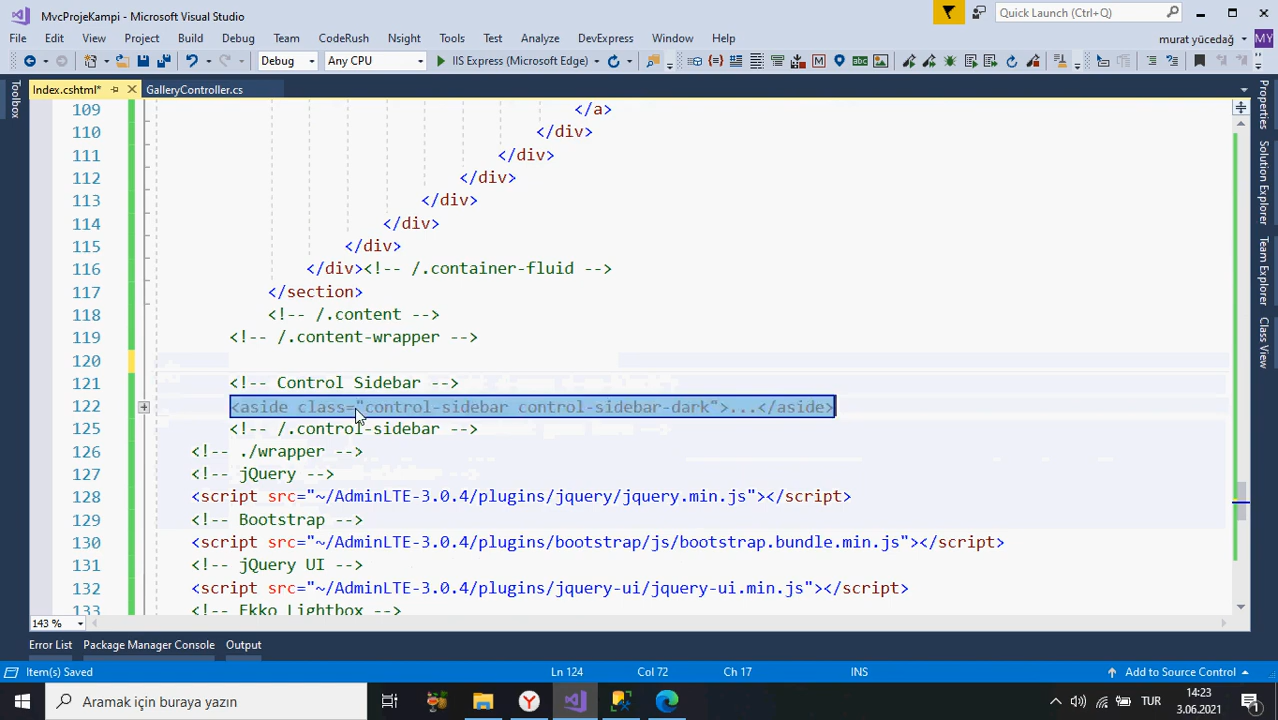 MvcProjeKampi - Microsoft Visual Studio
Quick Launch (Ctrl+Q)
File Edit View Project Build Debug Team CodeRush Nsight Tools Test Analyze DevExpress Window Help
murat yücedağ MY
Debug Any CPU IIS Express (Microsoft Edge)
Index.cshtml* GalleryController.cs
Toolbox
Properties
Solution Explorer
Team Explorer
Class View
109 </a>
110 </div>
111 </div>
112 </div>
113 </div>
114 </div>
115 </div>
116 </div><!-- /.container-fluid -->
117 </section>
118 <!-- /.content -->
119 <!-- /.content-wrapper -->
120
121 <!-- Control Sidebar -->
122 <aside class="control-sidebar control-sidebar-dark">...</aside>
125 <!-- /.control-sidebar -->
126 <!-- ./wrapper -->
127 <!-- jQuery -->
128 <script src="~/AdminLTE-3.0.4/plugins/jquery/jquery.min.js"></script>
129 <!-- Bootstrap -->
130 <script src="~/AdminLTE-3.0.4/plugins/bootstrap/js/bootstrap.bundle.min.js"></script>
131 <!-- jQuery UI -->
132 <script src="~/AdminLTE-3.0.4/plugins/jquery-ui/jquery-ui.min.js"></script>
133 <!-- Ekko Lightbox -->
143 %
Error List Package Manager Console Output
Item(s) Saved Ln 124 Col 72 Ch 17 INS Add to Source Control
Aramak için buraya yazın
TUR
14:23
3.06.2021